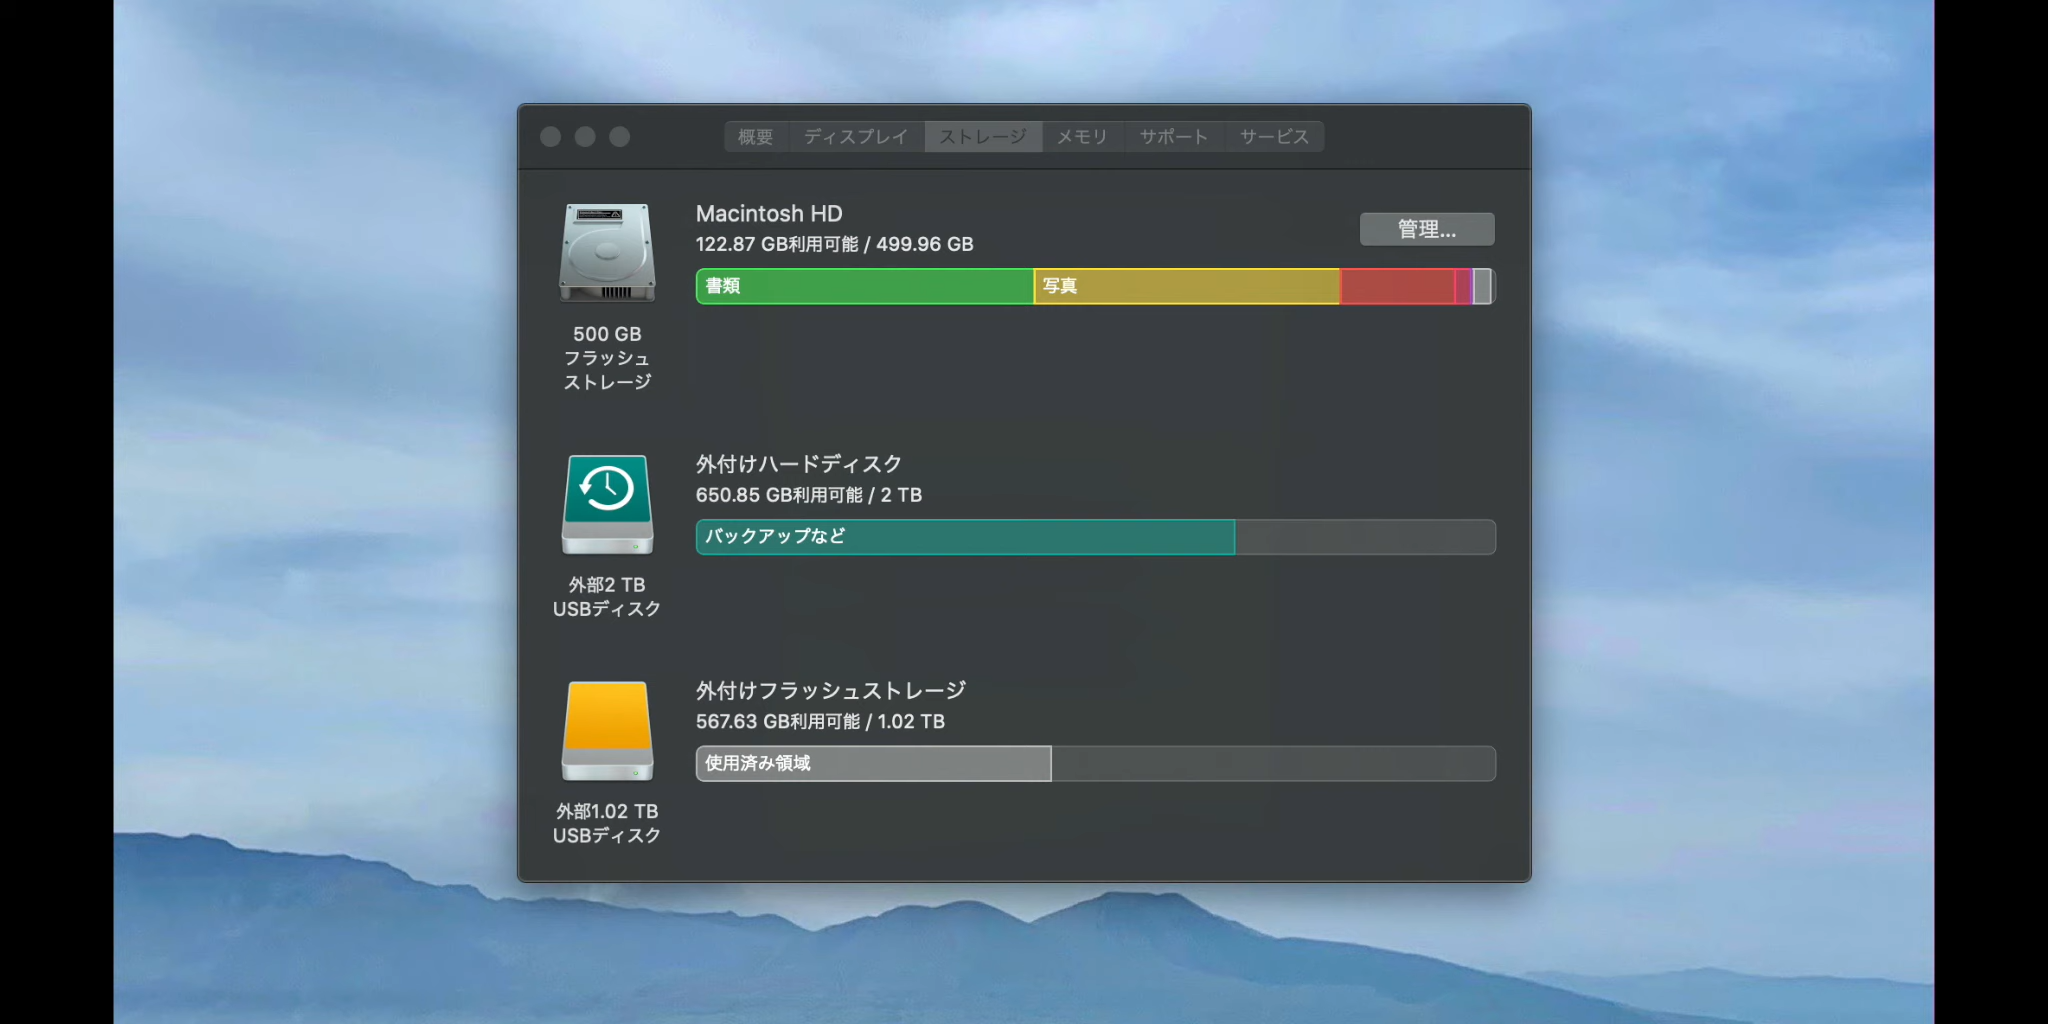 概要 ディスプレイ ストレージ メモリ サポート サービス
Macintosh HD
122.87 GB利用可能 / 499.96 GB
管理...
書類 写真
500 GB
フラッシュ
ストレージ
外付けハードディスク
650.85 GB利用可能 / 2 TB
バックアップなど
外部2 TB
USBディスク
外付けフラッシュストレージ
567.63 GB利用可能 / 1.02 TB
使用済み領域
外部1.02 TB
USBディスク